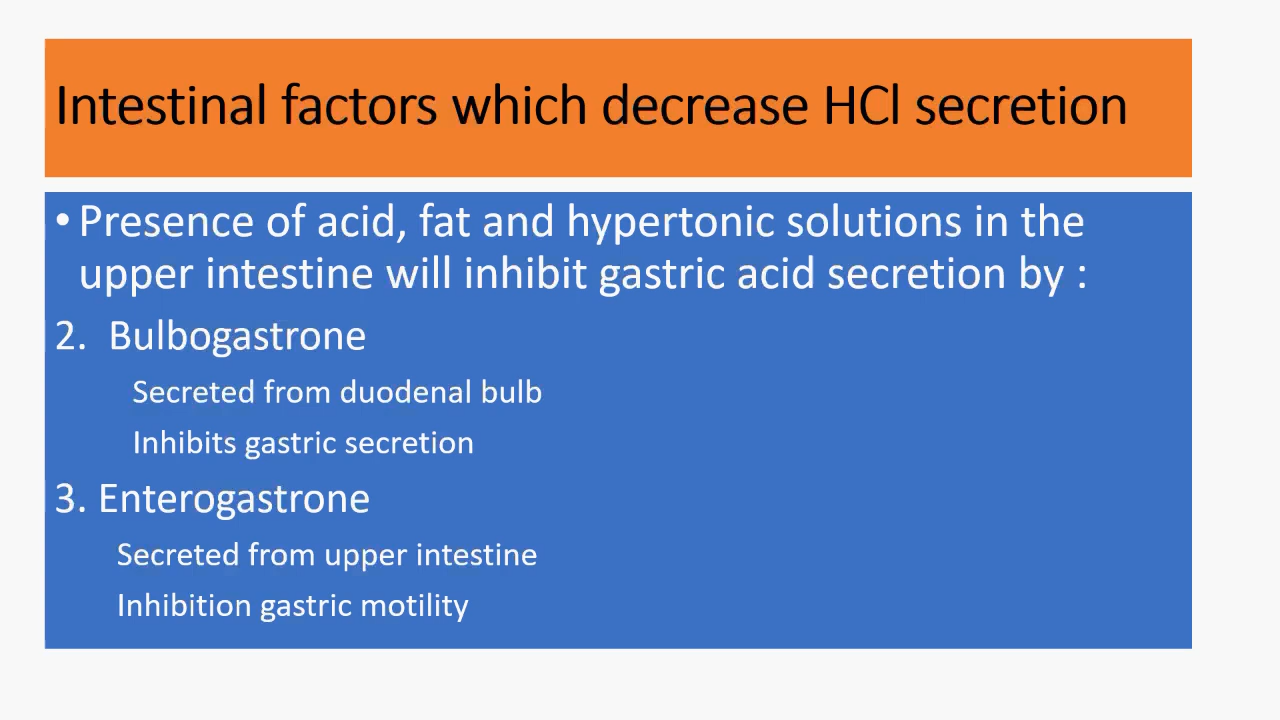 Intestinal factors which decrease HCl secretion
• Presence of acid, fat and hypertonic solutions in the
upper intestine will inhibit gastric acid secretion by :
2. Bulbogastrone
Secreted from duodenal bulb
Inhibits gastric secretion
3. Enterogastrone
Secreted from upper intestine
Inhibition gastric motility